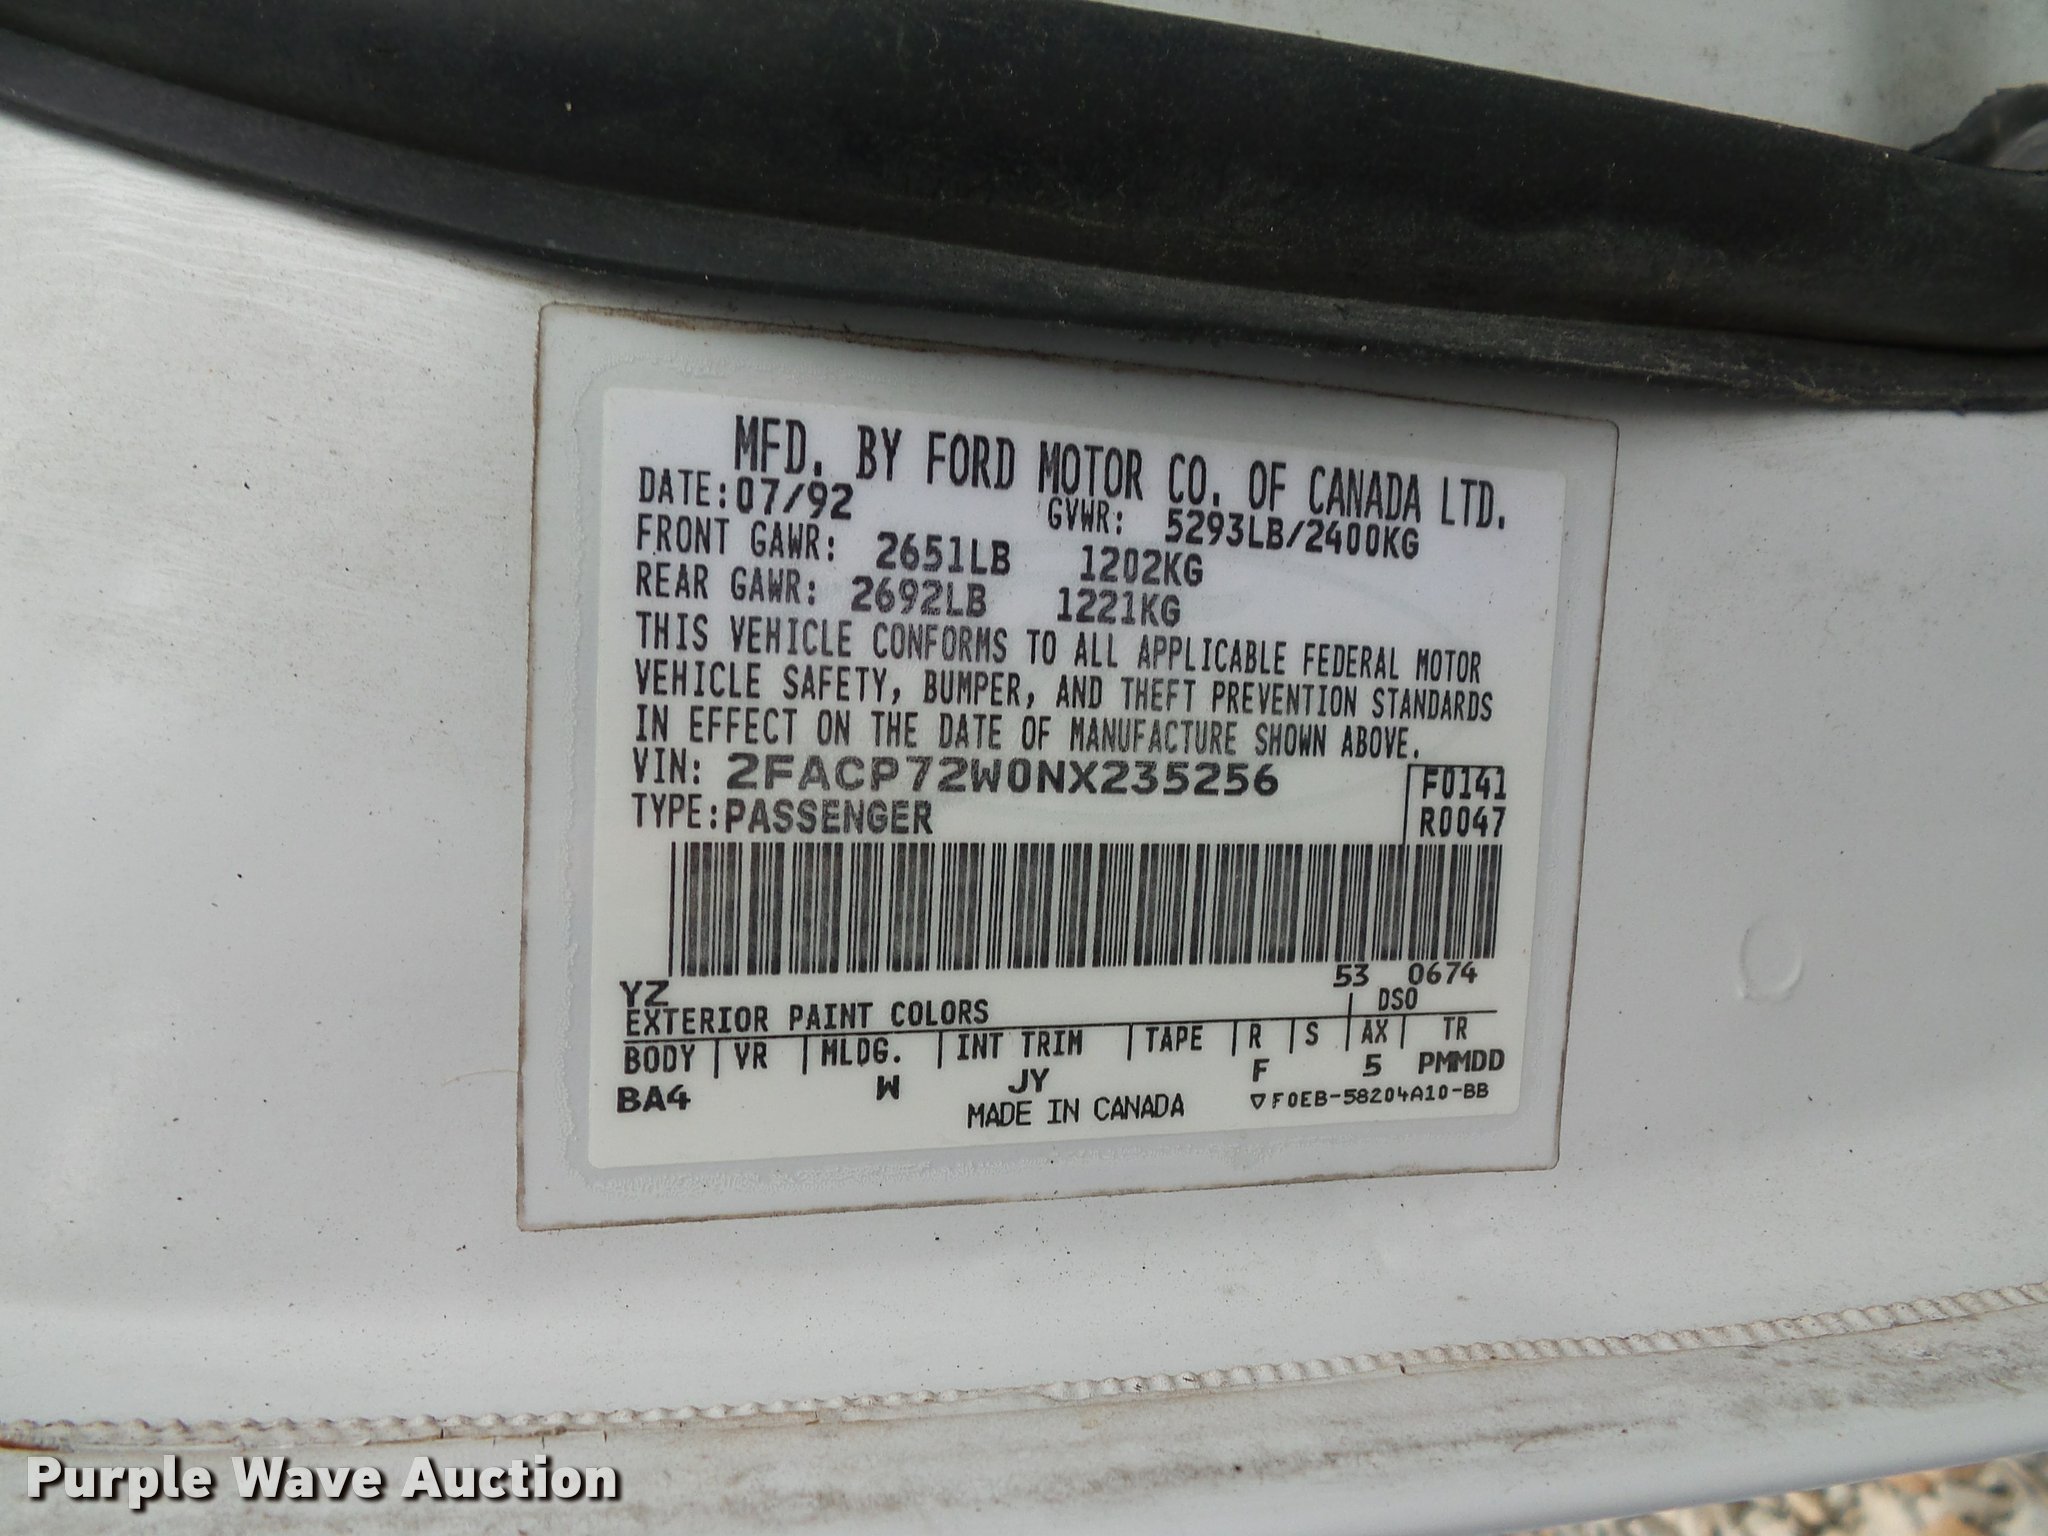 MFD. BY FORD MOTOR CO. OF CANADA LTD.
DATE: 07/92 GVWR: 5293LB/2400KG
FRONT GAWR: 2651LB 1202KG
REAR GAWR: 2692LB 1221KG
THIS VEHICLE CONFORMS TO ALL APPLICABLE FEDERAL MOTOR
VEHICLE SAFETY, BUMPER, AND THEFT PREVENTION STANDARDS
IN EFFECT ON THE DATE OF MANUFACTURE SHOWN ABOVE.
VIN: 2FACP72W0NX235256 F0141
TYPE: PASSENGER R0047
53 0674
YZ
EXTERIOR PAINT COLORS DSO
BODY VR MLDG. INT TRIM TAPE R S AX TR
BA4 W JY F 5 PMMDD
MADE IN CANADA ▽F0EB-58204A10-BB
Purple Wave Auction